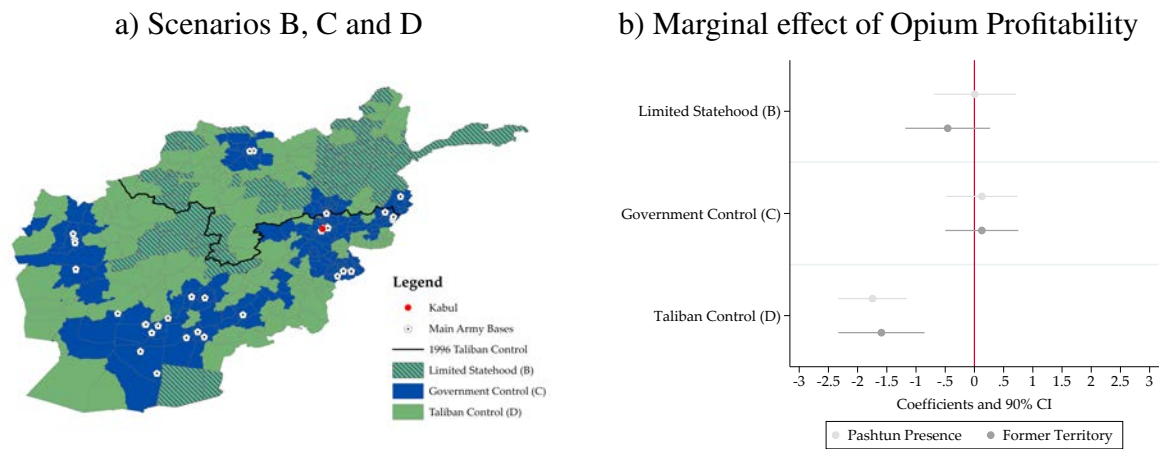 a) Scenarios B, C and D
Legend
Kabul
Main Army Bases
1996 Taliban Control
Limited Statehood (B)
Government Control (C)
Taliban Control (D)
b) Marginal effect of Opium Profitability
Limited Statehood (B)
Government Control (C)
Taliban Control (D)
-3 -2.5 -2 -1.5 -1 -.5 0 .5 1 1.5 2 2.5 3
Coefficients and 90% CI
Pashtun Presence Former Territory